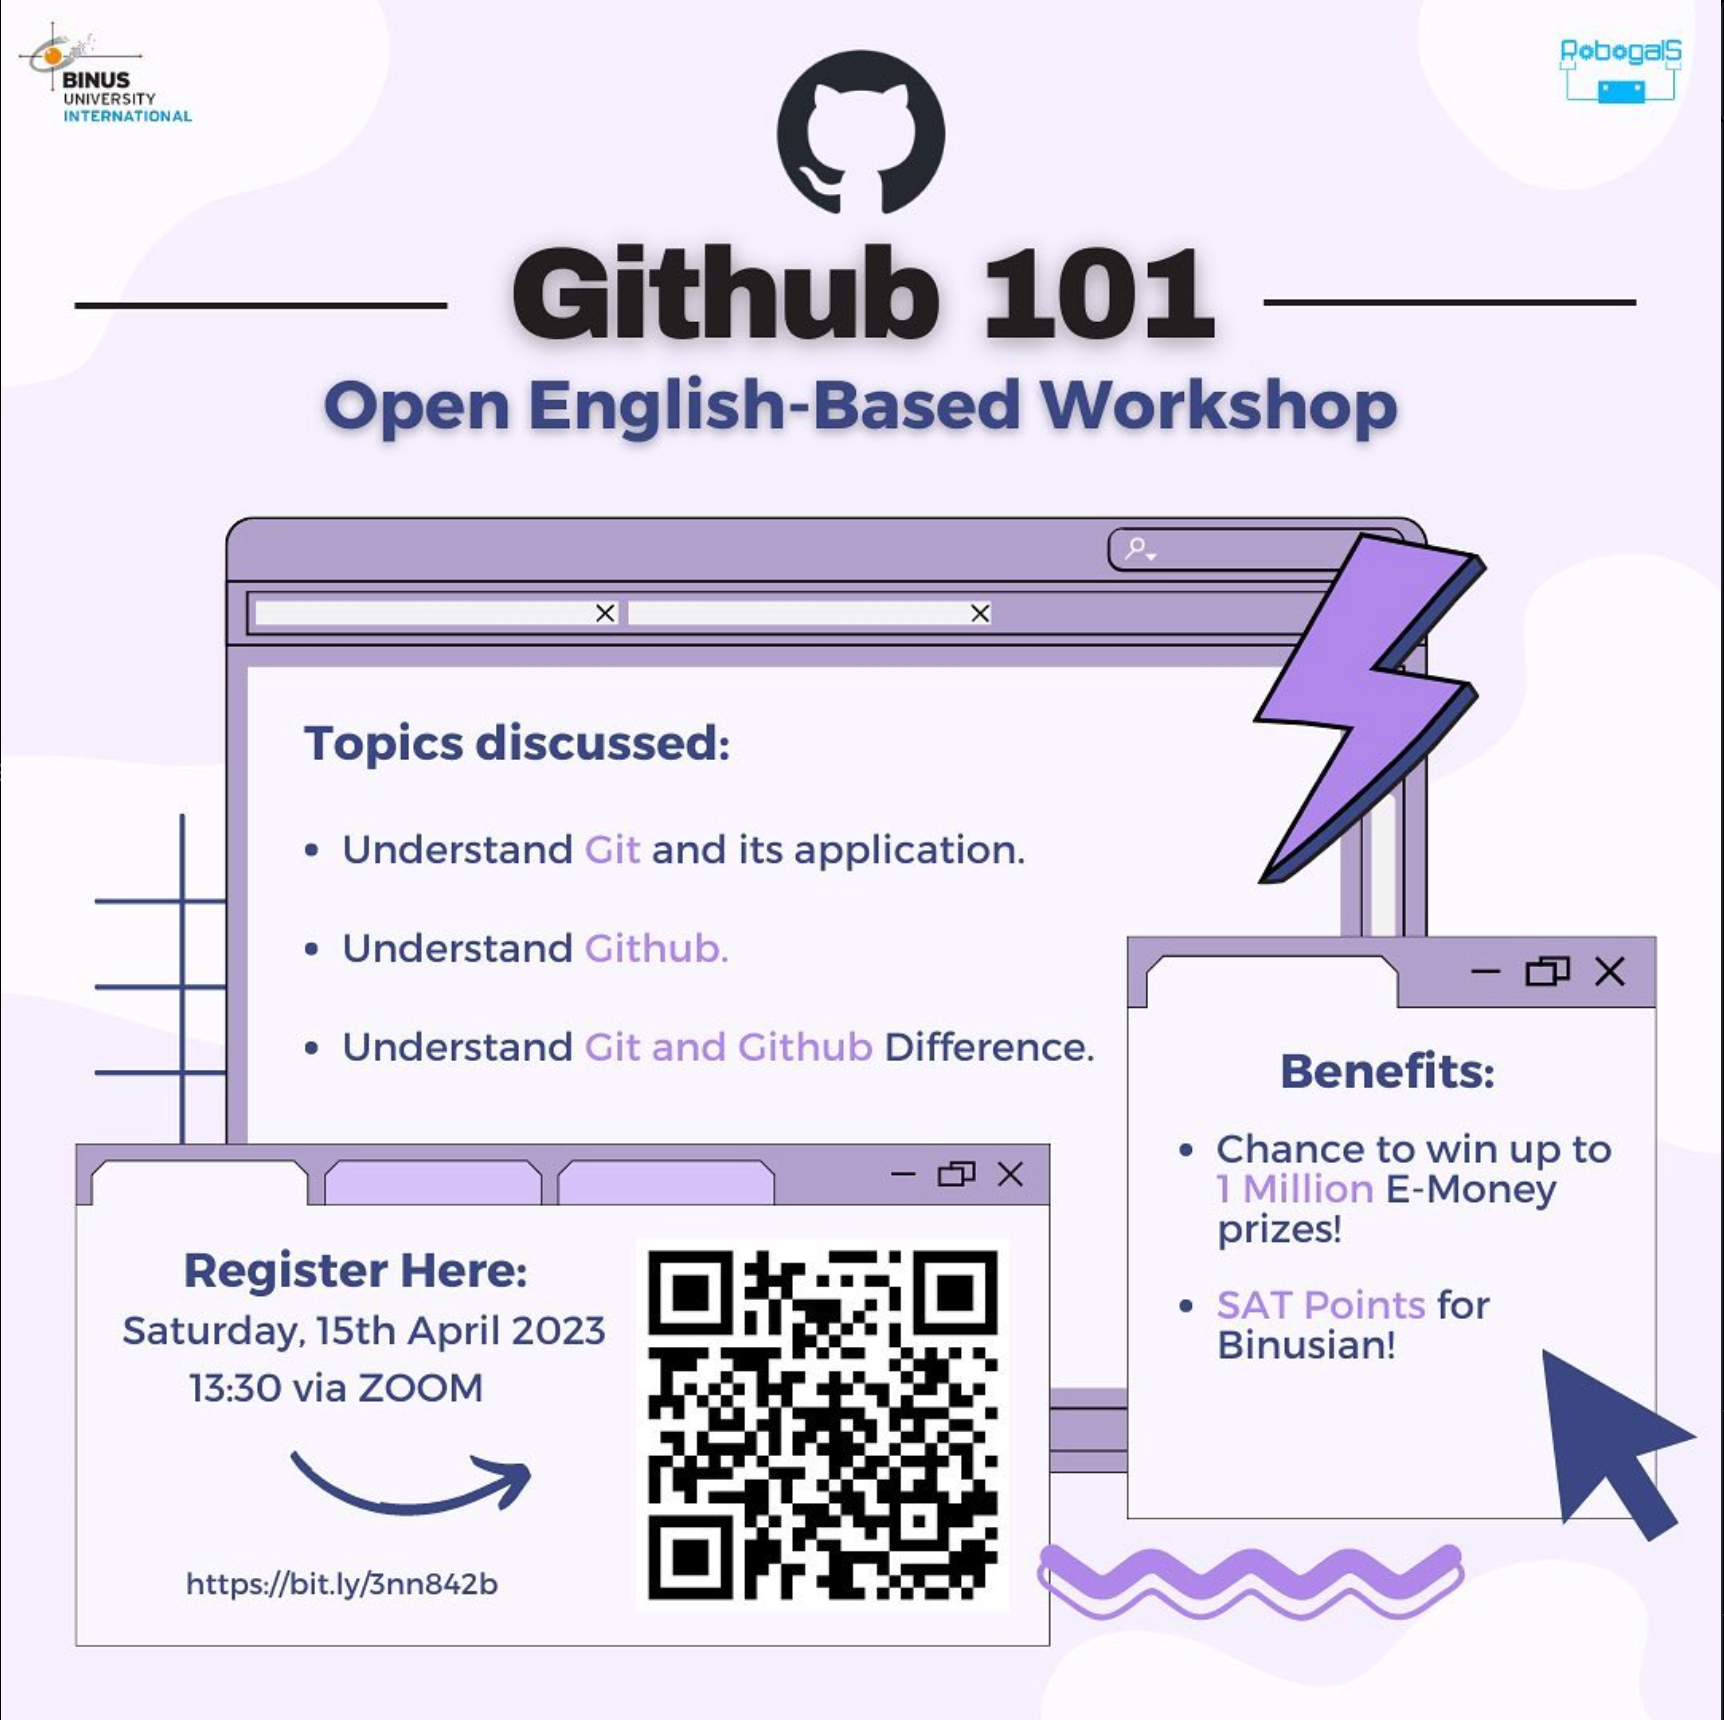 BINUS
UNIVERSITY
INTERNATIONAL
RobogalS
Github 101
Open English-Based Workshop
Topics discussed:
• Understand Git and its application.
• Understand Github.
• Understand Git and Github Difference.
Benefits:
• Chance to win up to
1 Million E-Money
prizes!
• SAT Points for
Binusian!
Register Here:
Saturday, 15th April 2023
13:30 via ZOOM
https://bit.ly/3nn842b